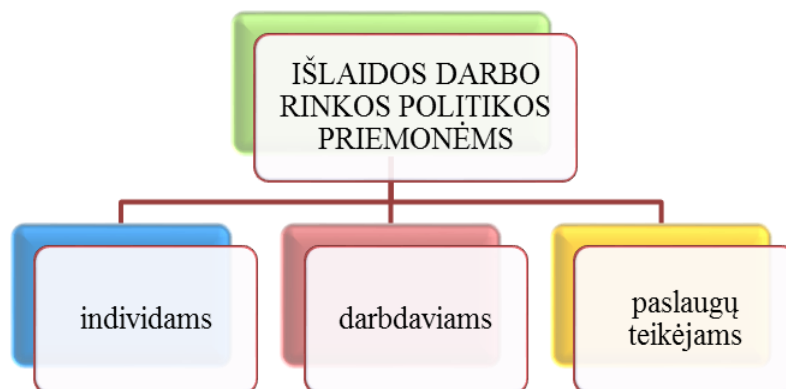 IŠLAIDOS DARBO
RINKOS POLITIKOS
PRIEMONĖMS
individams
darbdaviams
paslaugų
teikėjams